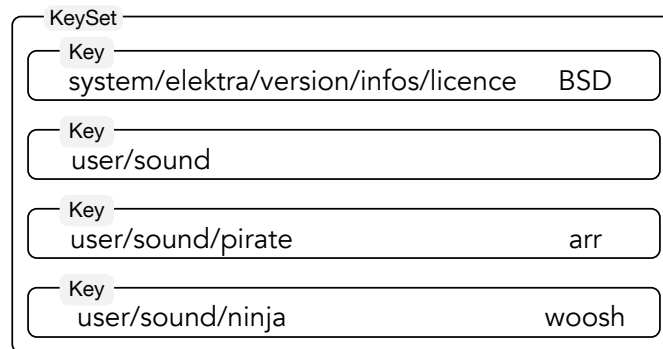 KeySet
Key
system/elektra/version/infos/licence BSD
Key
user/sound
Key
user/sound/pirate arr
Key
user/sound/ninja woosh